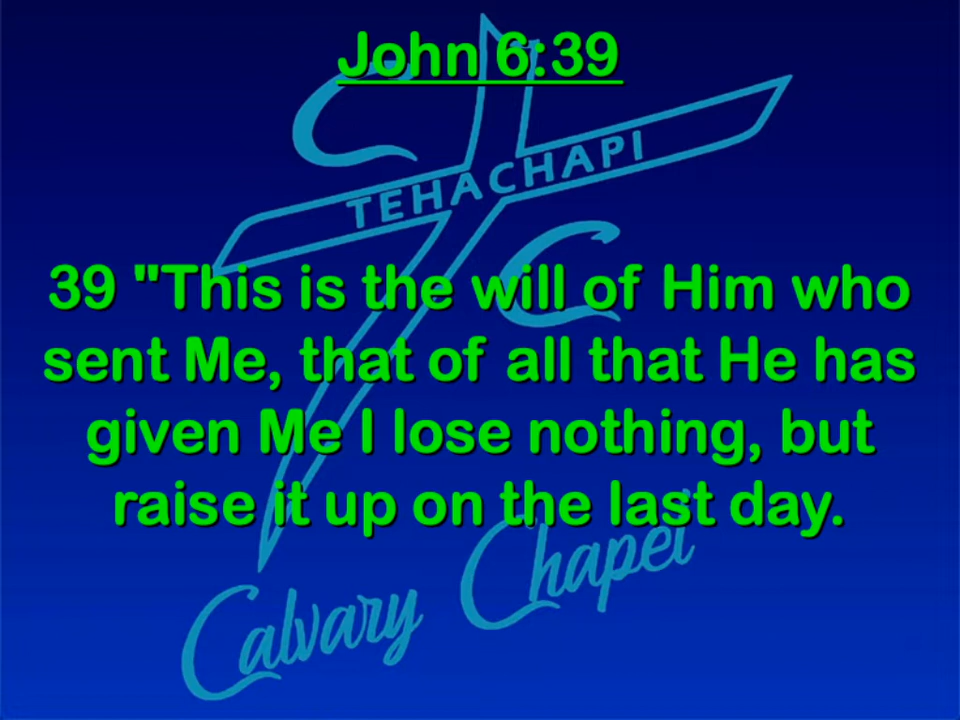 John 6:39
TEHACHAPI
39 "This is the will of Him who
sent Me, that of all that He has
given Me I lose nothing, but
raise it up on the last day.
Calvary Chapel